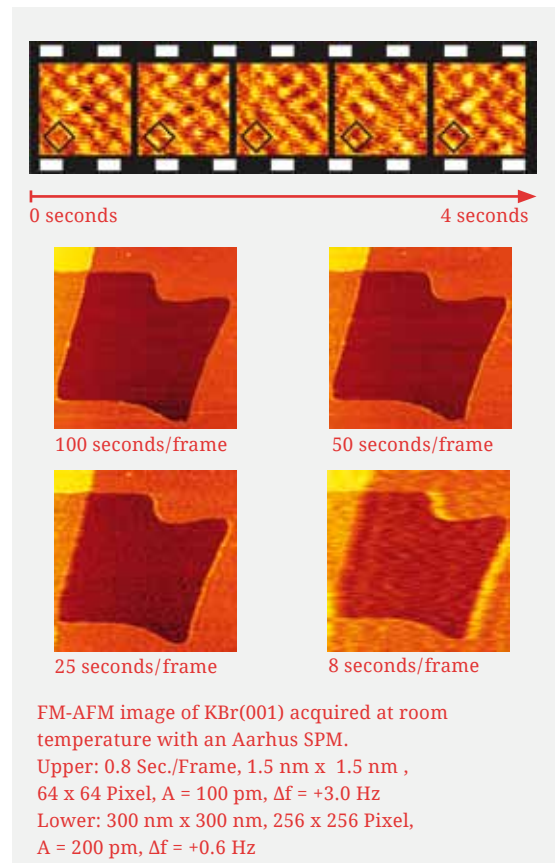 0 seconds
4 seconds
100 seconds/frame
50 seconds/frame
25 seconds/frame
8 seconds/frame
FM-AFM image of KBr(001) acquired at room
temperature with an Aarhus SPM.
Upper: 0.8 Sec./Frame, 1.5 nm x 1.5 nm ,
64 x 64 Pixel, A = 100 pm, Δf = +3.0 Hz
Lower: 300 nm x 300 nm, 256 x 256 Pixel,
A = 200 pm, Δf = +0.6 Hz